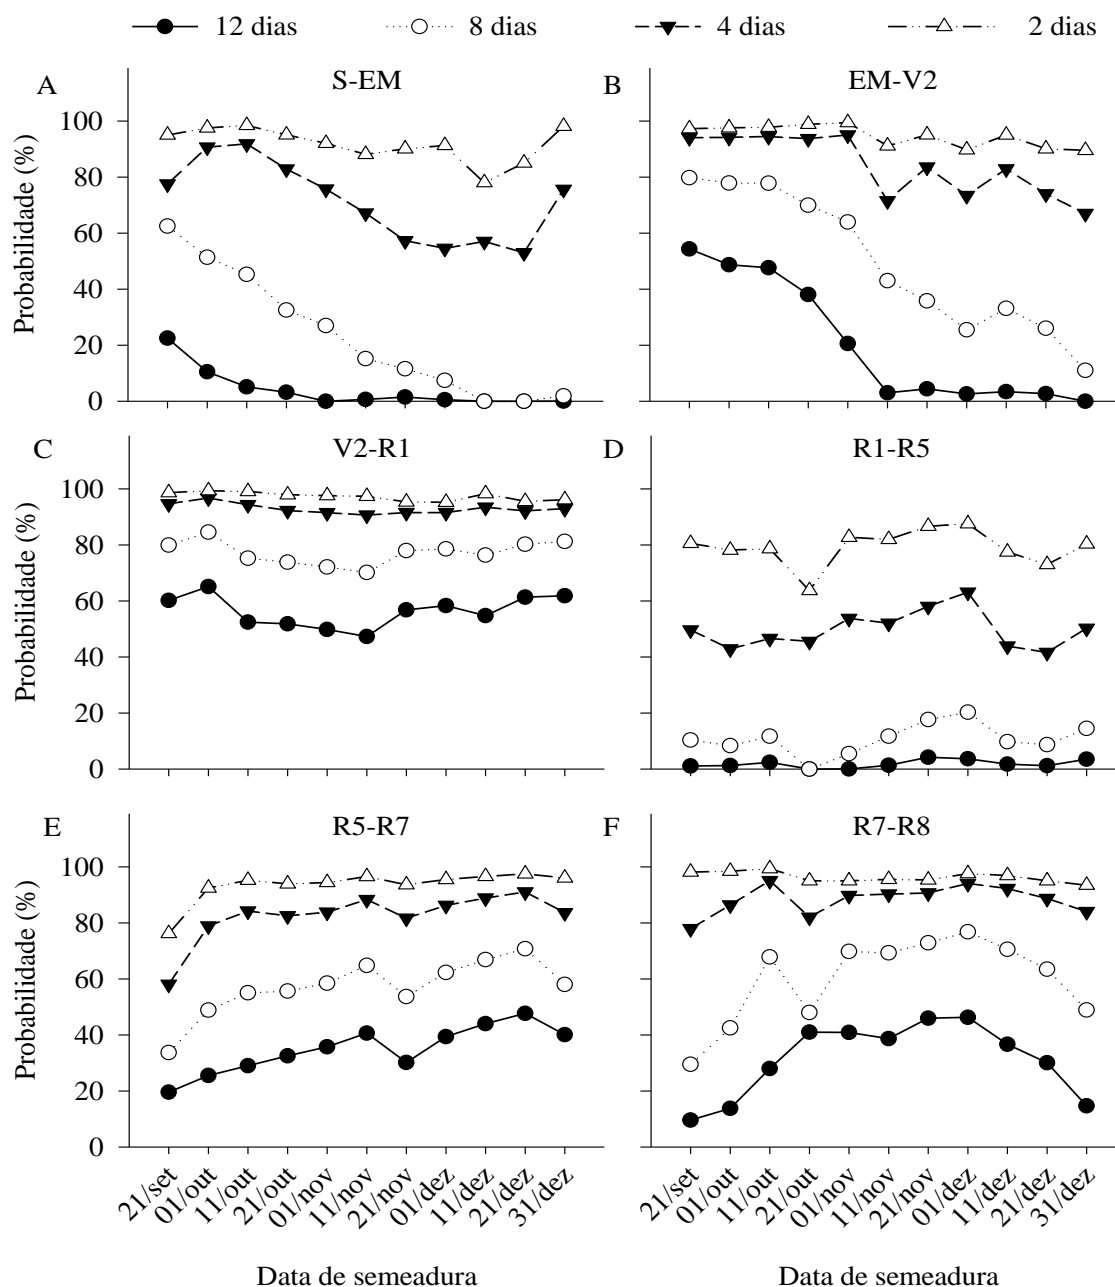 12 dias 8 dias 4 dias 2 dias
A S-EM
B EM-V2
Probabilidade (%)
100
80
60
40
20
0
C V2-R1
D R1-R5
Probabilidade (%)
100
80
60
40
20
0
E R5-R7
F R7-R8
Probabilidade (%)
100
80
60
40
20
0
21/set 01/out 11/out 21/out 01/nov 11/nov 21/nov 01/dez 11/dez 21/dez 31/dez
21/set 01/out 11/out 21/out 01/nov 11/nov 21/nov 01/dez 11/dez 21/dez 31/dez
Data de semeadura
Data de semeadura